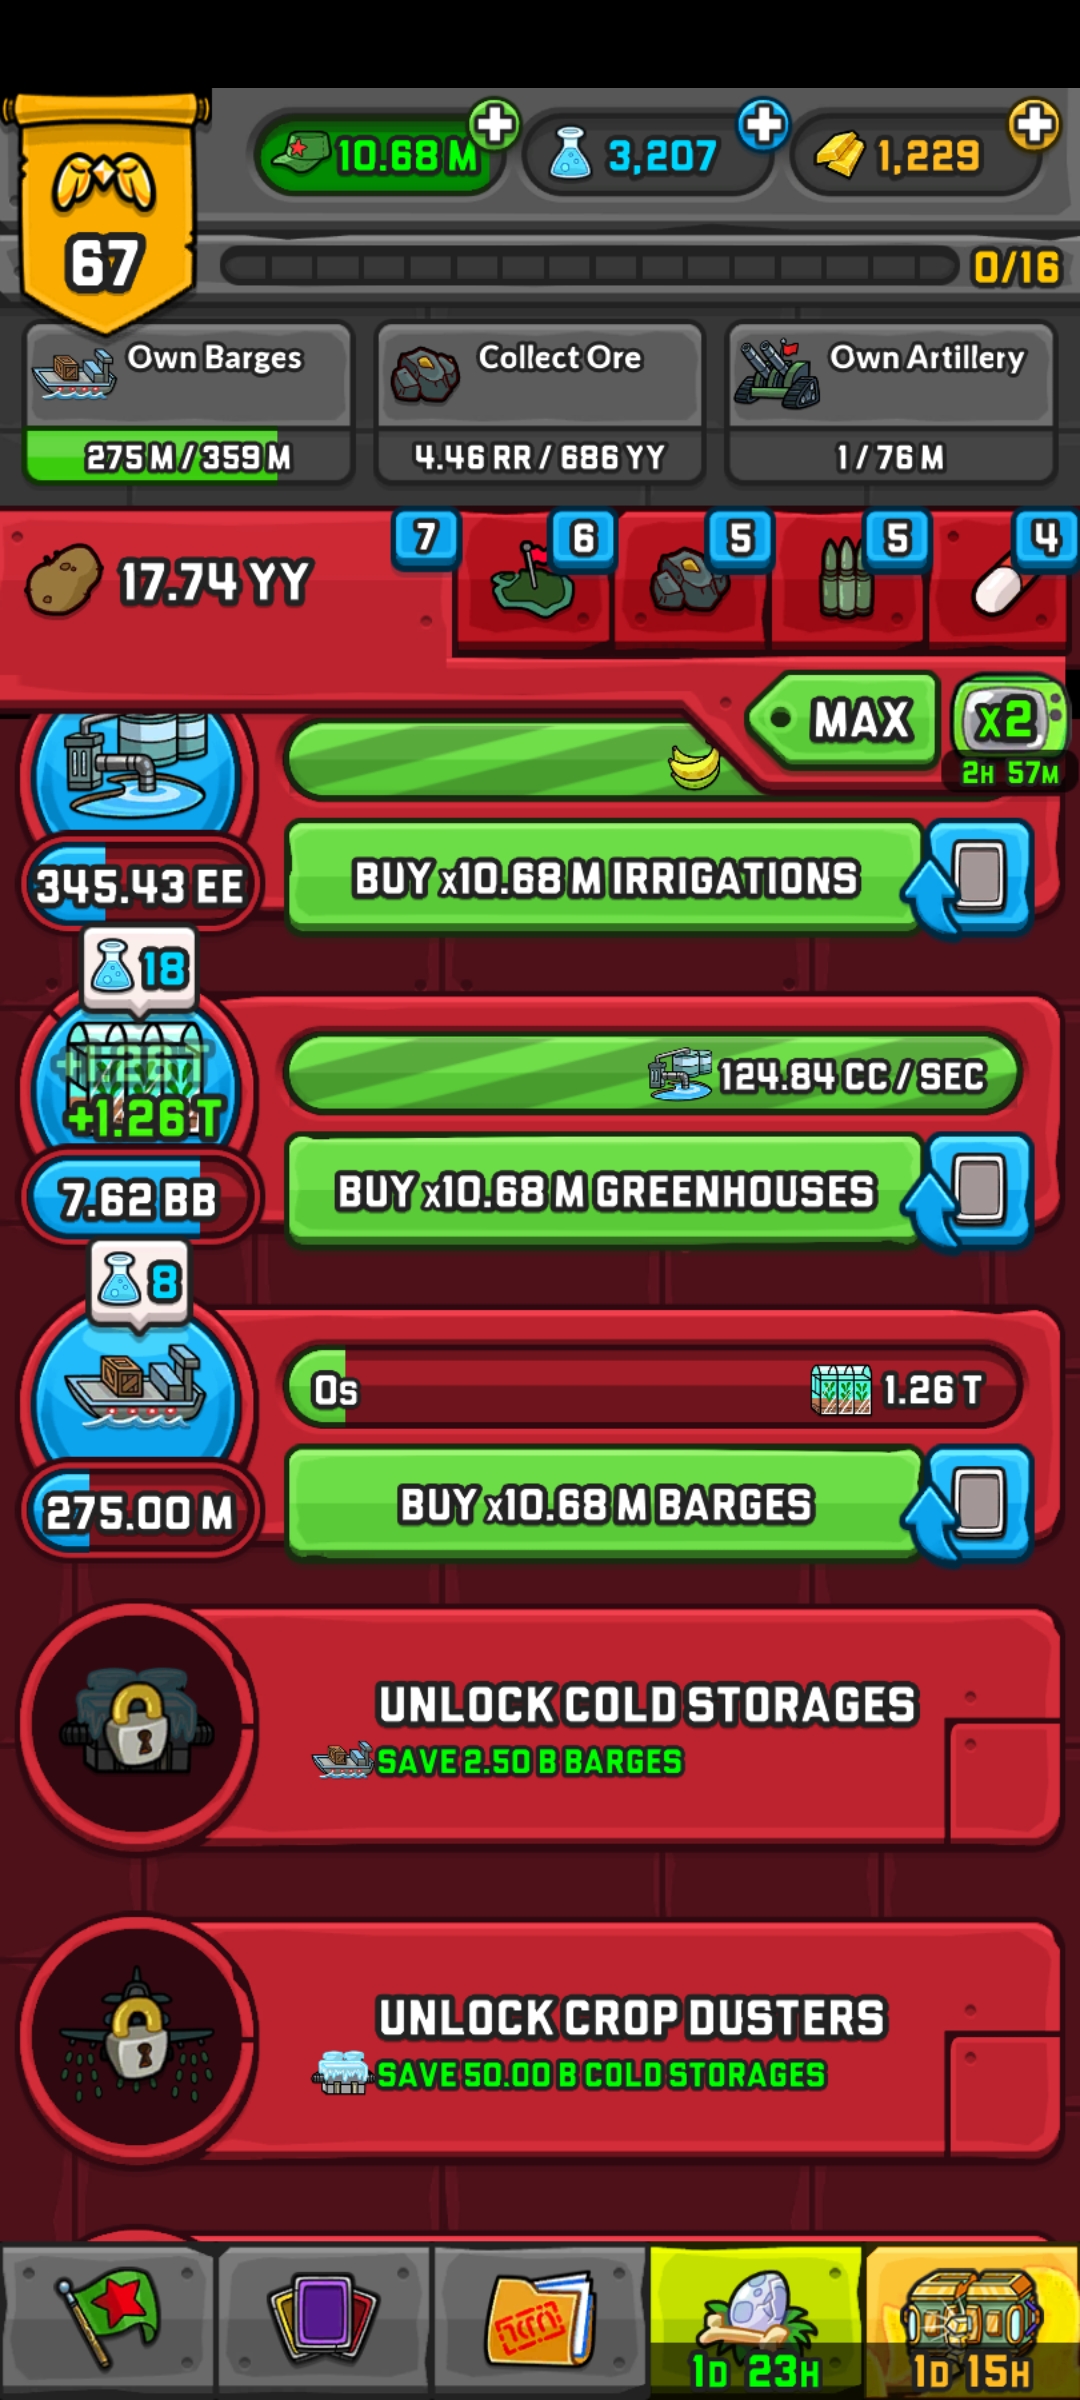 67
10.68 M
3,207
1,229
0/16
Own Barges
275 M / 359 M
Collect Ore
4.46 RR / 686 YY
Own Artillery
1 / 76 M
17.74 YY
7
6
5
5
4
MAX
x2
2H 57M
345.43 EE
BUY x10.68 M IRRIGATIONS
18
+1.26 T
+1.26 T
124.84 CC / SEC
7.62 BB
BUY x10.68 M GREENHOUSES
8
0s
1.26 T
275.00 M
BUY x10.68 M BARGES
UNLOCK COLD STORAGES
SAVE 2.50 B BARGES
UNLOCK CROP DUSTERS
SAVE 50.00 B COLD STORAGES
1D 23H
1D 15H